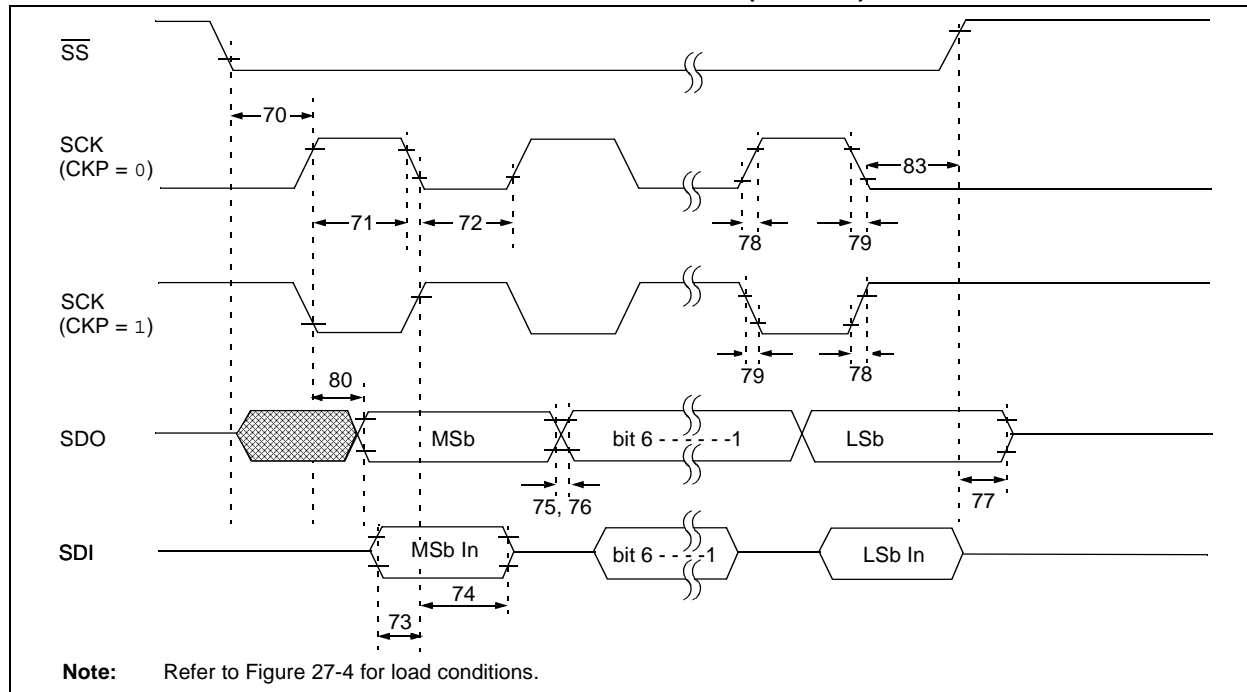 SS
70
SCK
(CKP = 0)
83
71
72
78
79
SCK
(CKP = 1)
80
79
78
SDO
MSb
bit 6 - - - - - -1
LSb
75, 76
77
SDI
MSb In
bit 6 - - - -1
LSb In
74
73
Note: Refer to Figure 27-4 for load conditions.